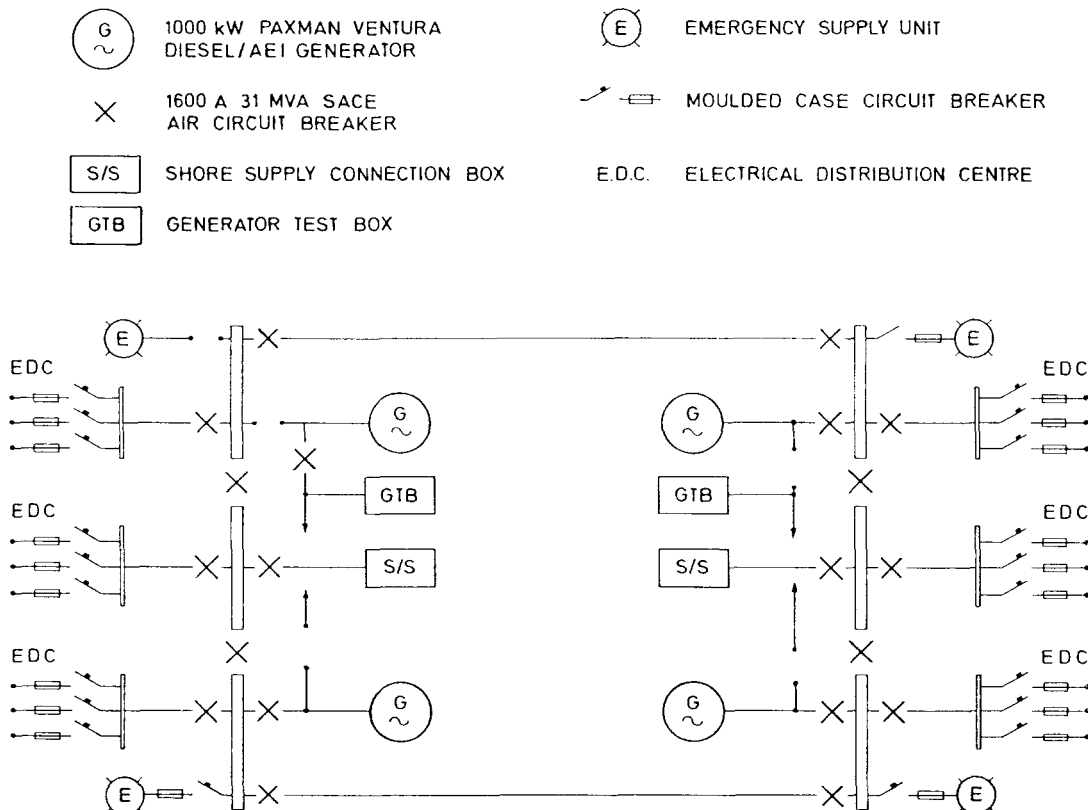 G
~
1000 kW PAXMAN VENTURA
DIESEL/AEI GENERATOR
E
EMERGENCY SUPPLY UNIT
1600 A 31 MVA SACE
AIR CIRCUIT BREAKER
MOULDED CASE CIRCUIT BREAKER
S/S
SHORE SUPPLY CONNECTION BOX
E.D.C.
ELECTRICAL DISTRIBUTION CENTRE
GTB
GENERATOR TEST BOX
E
E
EDC
EDC
G
~
G
~
GTB
GTB
EDC
EDC
S/S
S/S
EDC
EDC
G
~
G
~
E
E